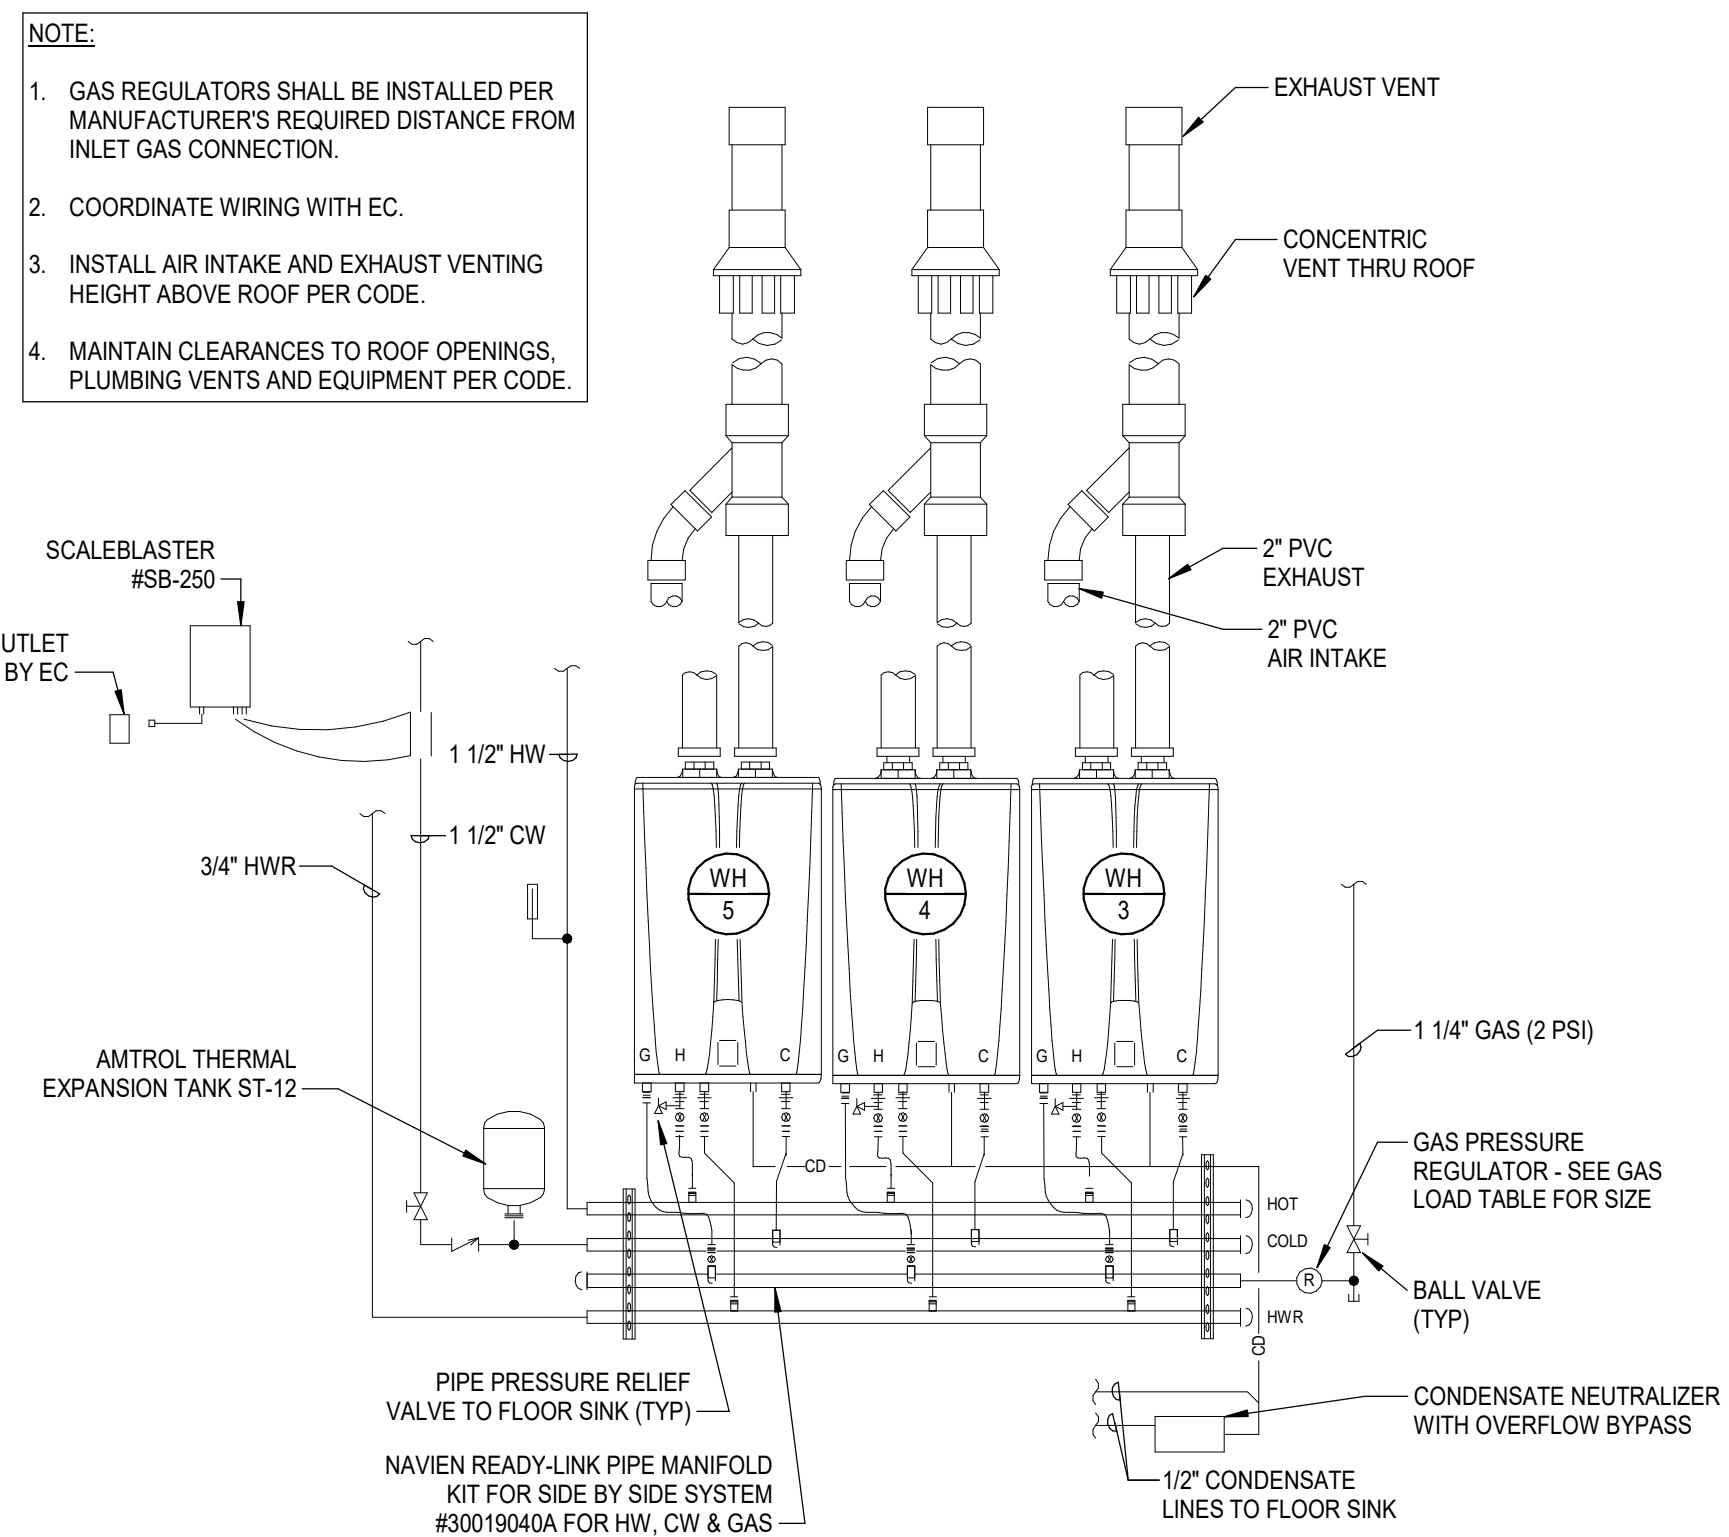 NOTE:
1. GAS REGULATORS SHALL BE INSTALLED PER
MANUFACTURER'S REQUIRED DISTANCE FROM
INLET GAS CONNECTION.
2. COORDINATE WIRING WITH EC.
3. INSTALL AIR INTAKE AND EXHAUST VENTING
HEIGHT ABOVE ROOF PER CODE.
4. MAINTAIN CLEARANCES TO ROOF OPENINGS,
PLUMBING VENTS AND EQUIPMENT PER CODE.
EXHAUST VENT
CONCENTRIC
VENT THRU ROOF
2" PVC
EXHAUST
2" PVC
AIR INTAKE
SCALEBLASTER
#SB-250
UTLET
BY EC
1 1/2" HW
1 1/2" CW
3/4" HWR
WH
5
WH
4
WH
3
G H C
G H C
G H C
1 1/4" GAS (2 PSI)
AMTROL THERMAL
EXPANSION TANK ST-12
GAS PRESSURE
REGULATOR - SEE GAS
LOAD TABLE FOR SIZE
CD
HOT
COLD
R
HWR
CD
BALL VALVE
(TYP)
PIPE PRESSURE RELIEF
VALVE TO FLOOR SINK (TYP)
CONDENSATE NEUTRALIZER
WITH OVERFLOW BYPASS
NAVIEN READY-LINK PIPE MANIFOLD
KIT FOR SIDE BY SIDE SYSTEM
#30019040A FOR HW, CW & GAS
1/2" CONDENSATE
LINES TO FLOOR SINK